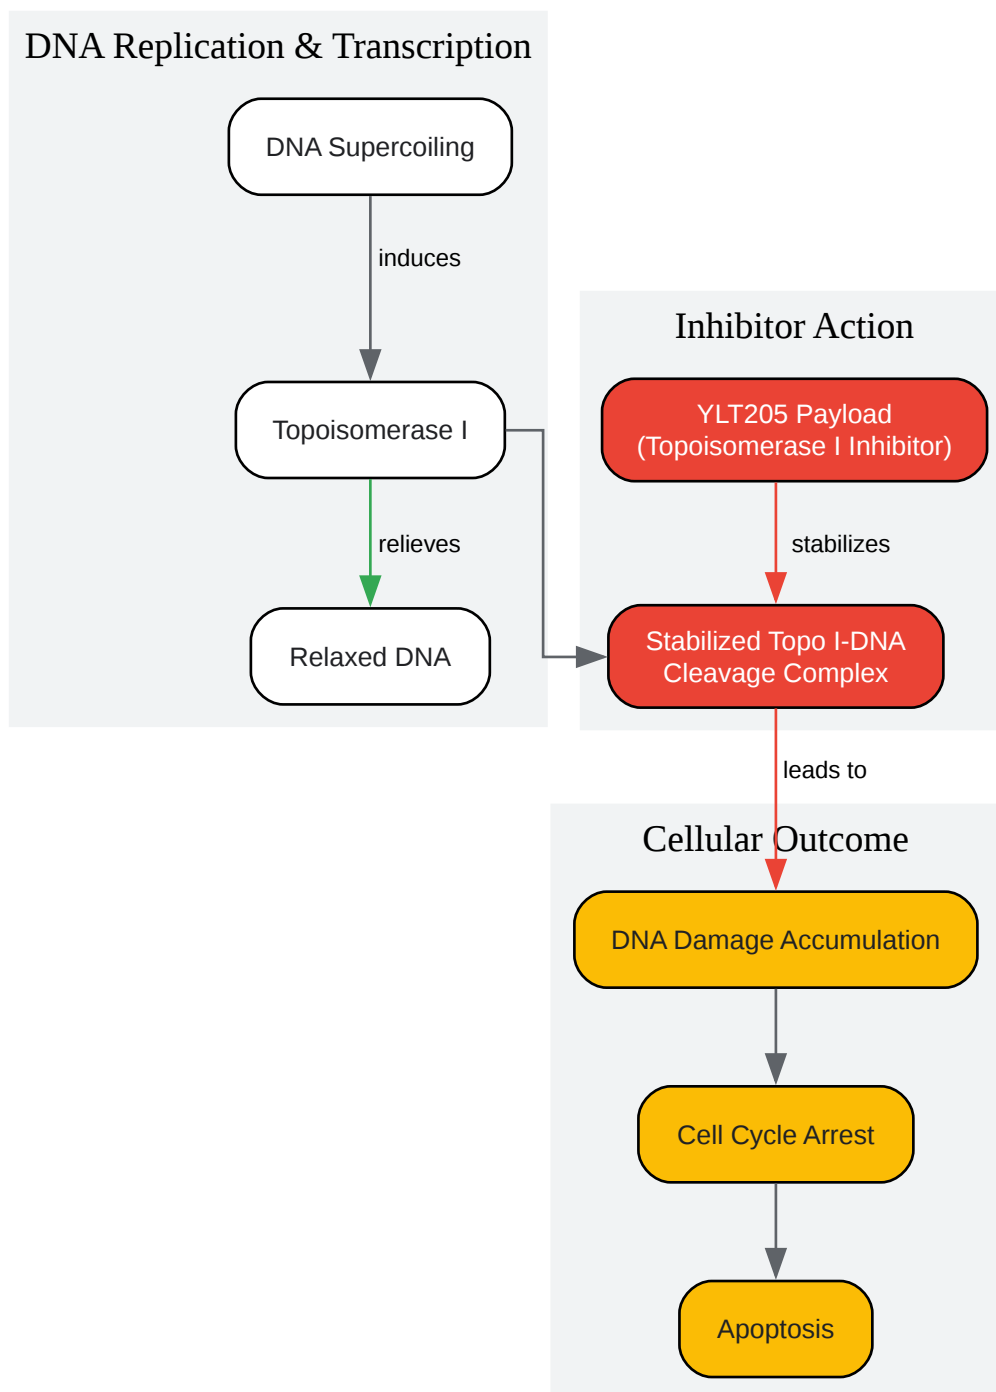 DNA Replication & Transcription
DNA Supercoiling
induces
Topoisomerase I
relieves
Relaxed DNA
Inhibitor Action
YLT205 Payload
(Topoisomerase I Inhibitor)
stabilizes
Stabilized Topo I-DNA
Cleavage Complex
leads to
Cellular Outcome
DNA Damage Accumulation
Cell Cycle Arrest
Apoptosis